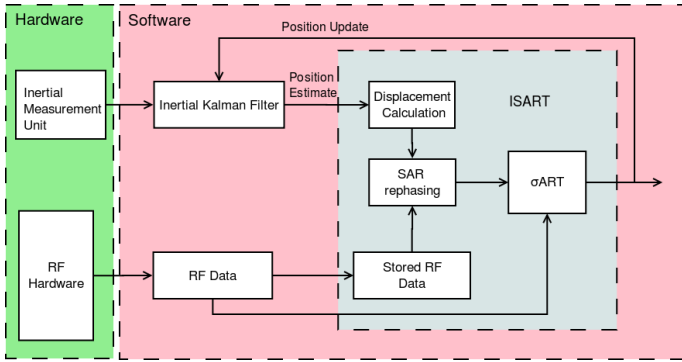 Hardware
Software
Position Update
Inertial
Measurement
Unit
Inertial Kalman Filter
Position
Estimate
Displacement
Calculation
ISART
SAR
rephasing
σART
RF
Hardware
RF Data
Stored RF
Data